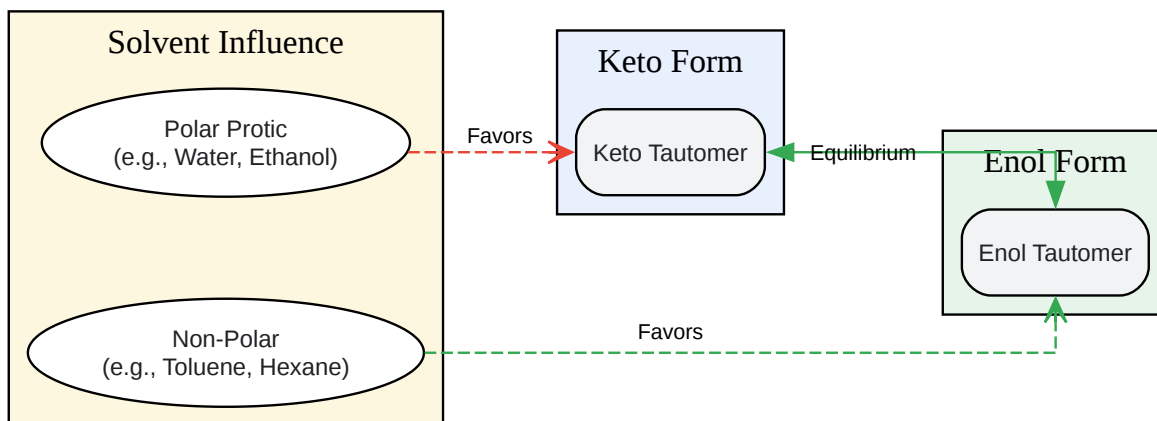 Solvent Influence
Polar Protic
(e.g., Water, Ethanol)
Non-Polar
(e.g., Toluene, Hexane)
Favors
Favors
Keto Form
Keto Tautomer
Equilibrium
Enol Form
Enol Tautomer